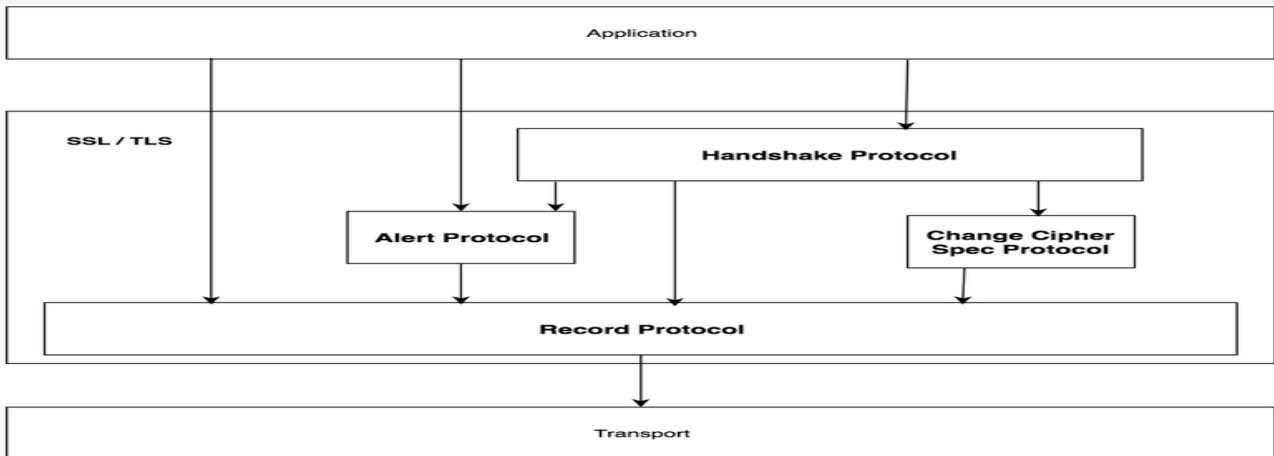 Application
SSL / TLS
Handshake Protocol
Alert Protocol
Change Cipher
Spec Protocol
Record Protocol
Transport